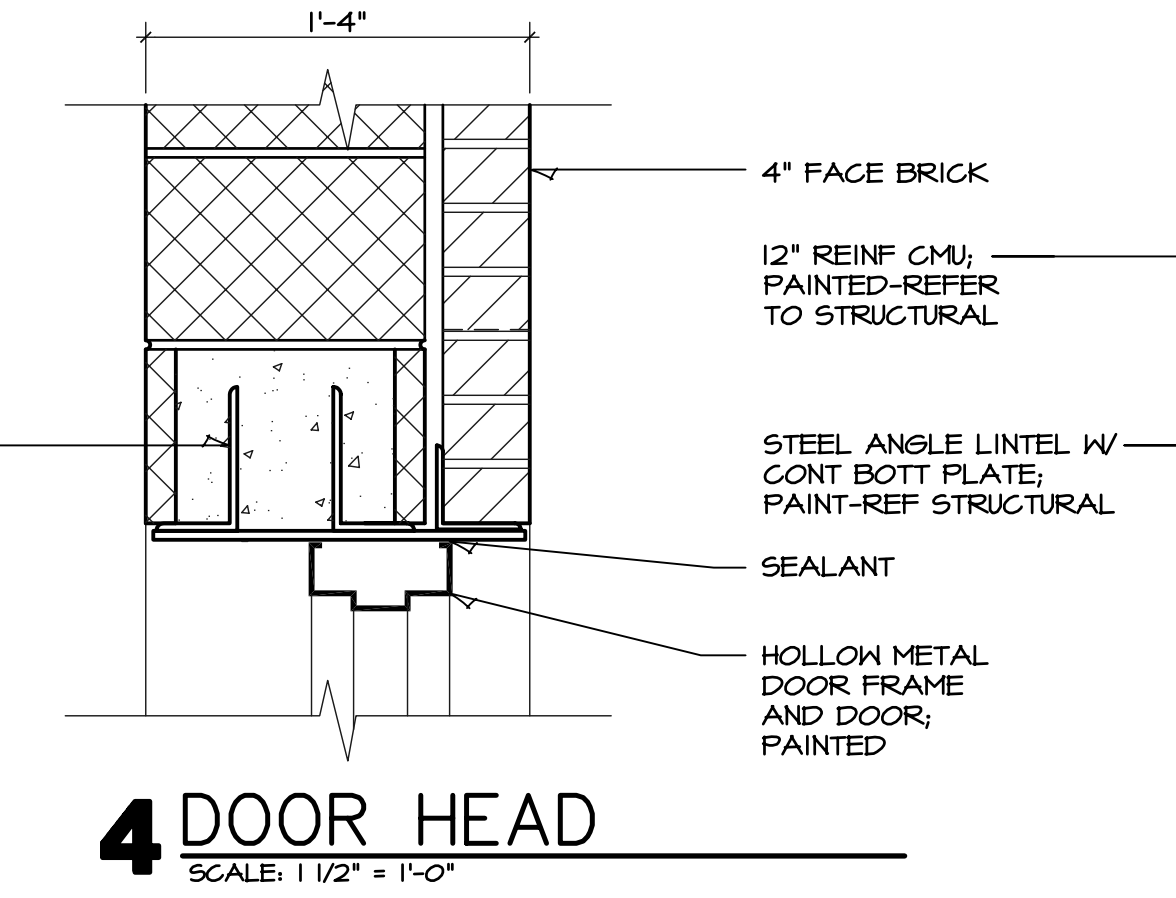 1'-4"
4" FACE BRICK
12" REINF CMU;
PAINTED-REFER
TO STRUCTURAL
STEEL ANGLE LINTEL W/
CONT BOTT PLATE;
PAINT-REF STRUCTURAL
SEALANT
HOLLOW METAL
DOOR FRAME
AND DOOR;
PAINTED
4 DOOR HEAD
SCALE: 1 1/2" = 1'-0"